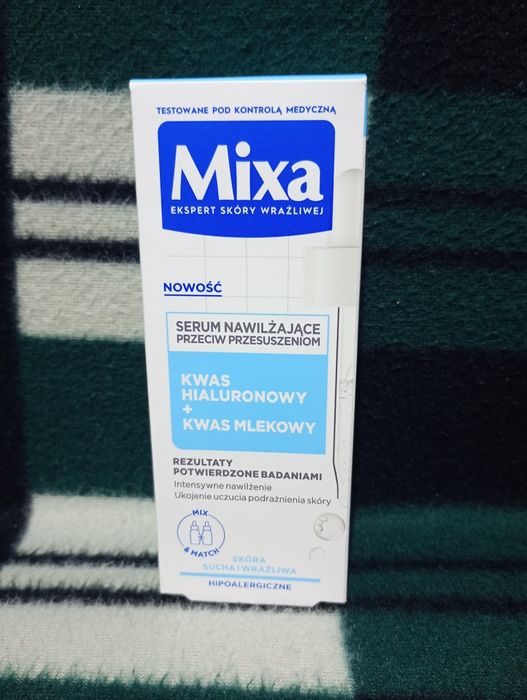 TESTOWANE POD KONTROLĄ MEDYCZNĄ
Mixa
EKSPERT SKÓRY WRAŻLIWEJ
NOWOŚĆ
SERUM NAWILŻAJĄCE
PRZECIW PRZESUSZENIOM
KWAS
HIALURONOWY
+
KWAS MLEKOWY
REZULTATY
POTWIERDZONE BADANIAMI
Intensywne nawilżenie
Ukojenie uczucia podrażnienia skóry
MIX
& MATCH
SKÓRA
SUCHA I WRAŻLIWA
HIPOALERGICZNE